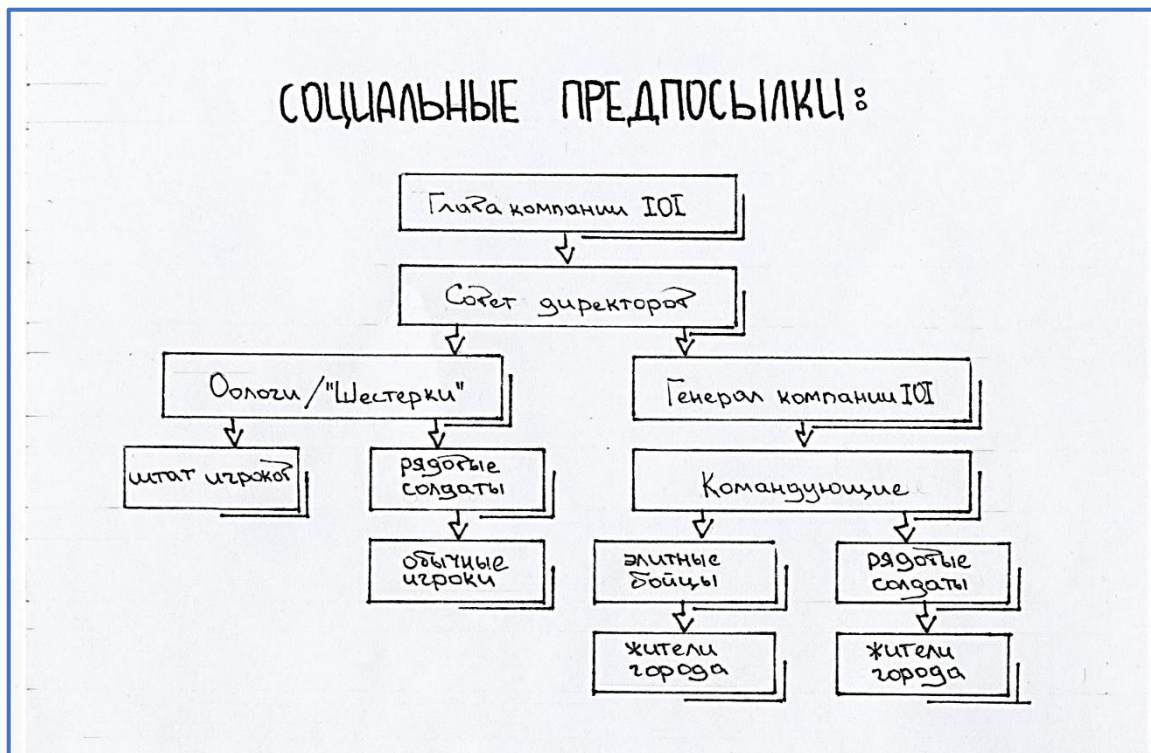 СОЦИАЛЬНЫЕ ПРЕДПОСЫЛКИ:
Глава компании IOI
Совет директоров
Оологи/"Шестерки"
Генерал компании IOI
штат игроков
рядовые
солдаты
Командующие
обычные
игроки
элитные
бойцы
рядовые
солдаты
жители
города
жители
города